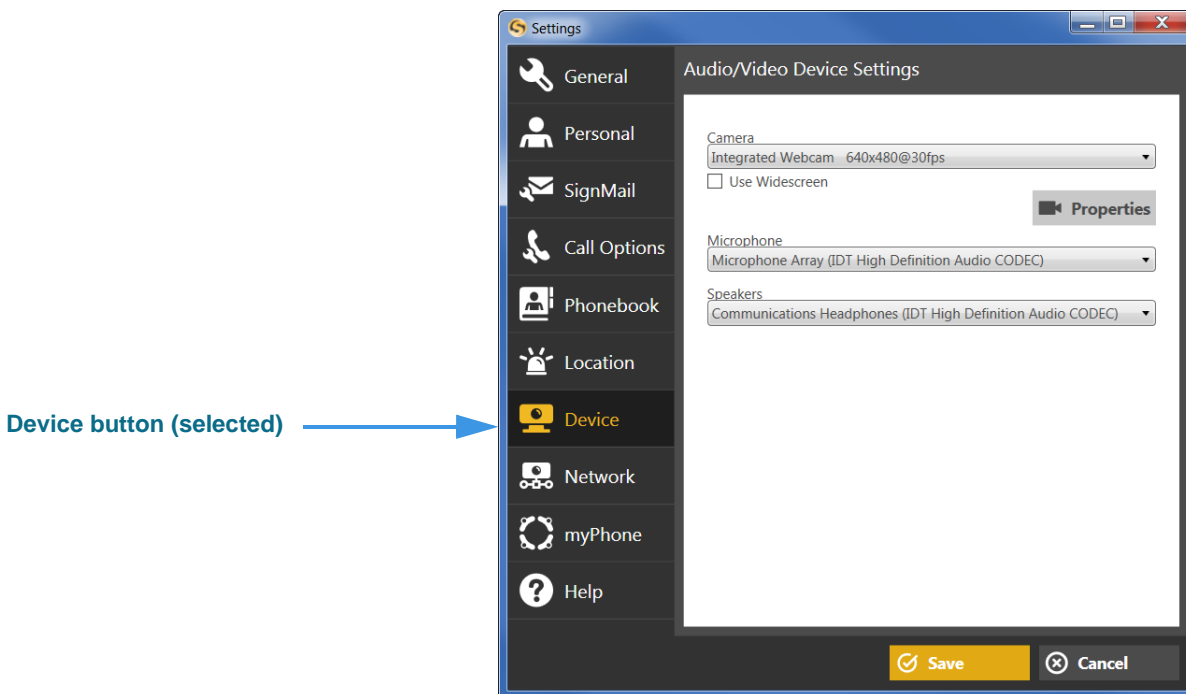 Settings
General
Personal
SignMail
Call Options
Phonebook
Location
Device
Network
myPhone
Help
Audio/Video Device Settings
Camera
Integrated Webcam 640x480@30fps
Use Widescreen
Properties
Microphone
Microphone Array (IDT High Definition Audio CODEC)
Speakers
Communications Headphones (IDT High Definition Audio CODEC)
Save
Cancel
Device button (selected)